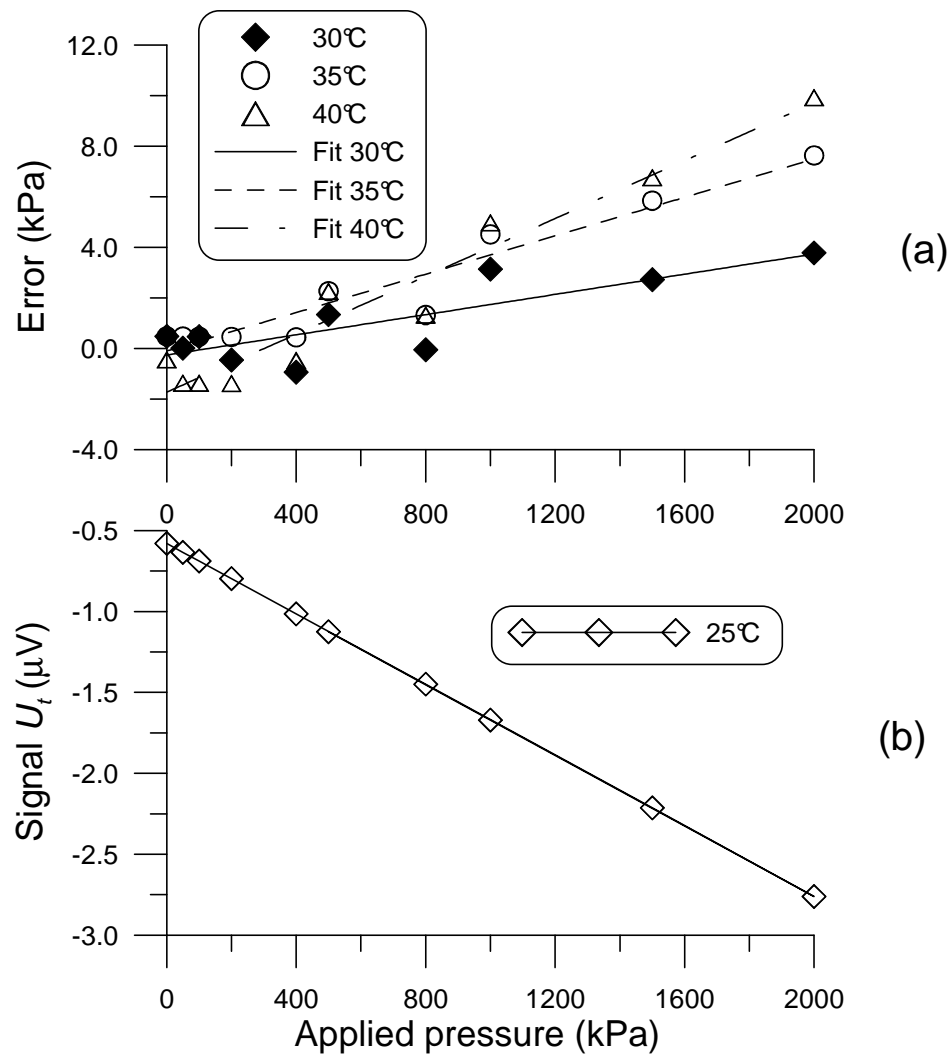 12.0
8.0
4.0
0.0
-4.0
Error (kPa)
30°C
35°C
40°C
Fit 30°C
Fit 35°C
Fit 40°C
(a)
0 400 800 1200 1600 2000
-0.5
-1.0
-1.5
-2.0
-2.5
-3.0
Signal Ut (μV)
25°C
(b)
0 400 800 1200 1600 2000
Applied pressure (kPa)